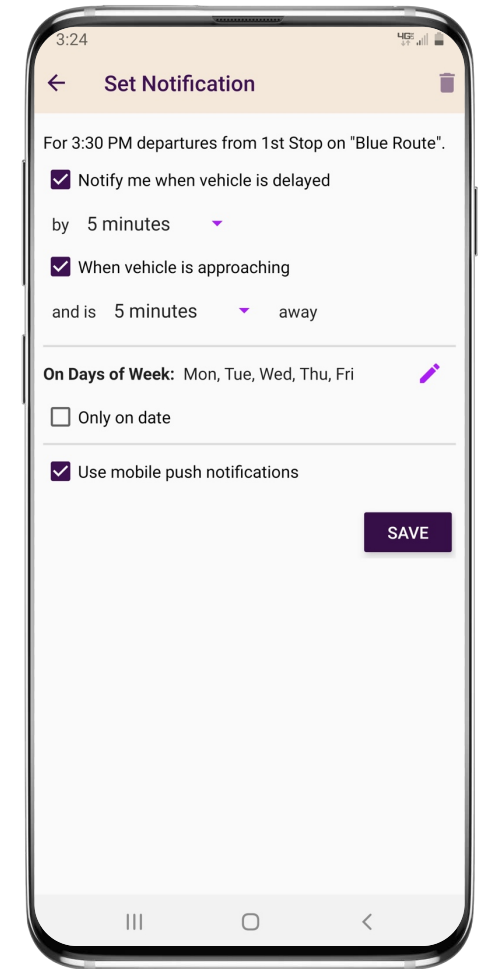 3:24 4GE
Set Notification
For 3:30 PM departures from 1st Stop on "Blue Route".
Notify me when vehicle is delayed
by 5 minutes
When vehicle is approaching
and is 5 minutes away
On Days of Week: Mon, Tue, Wed, Thu, Fri
Only on date
Use mobile push notifications
SAVE